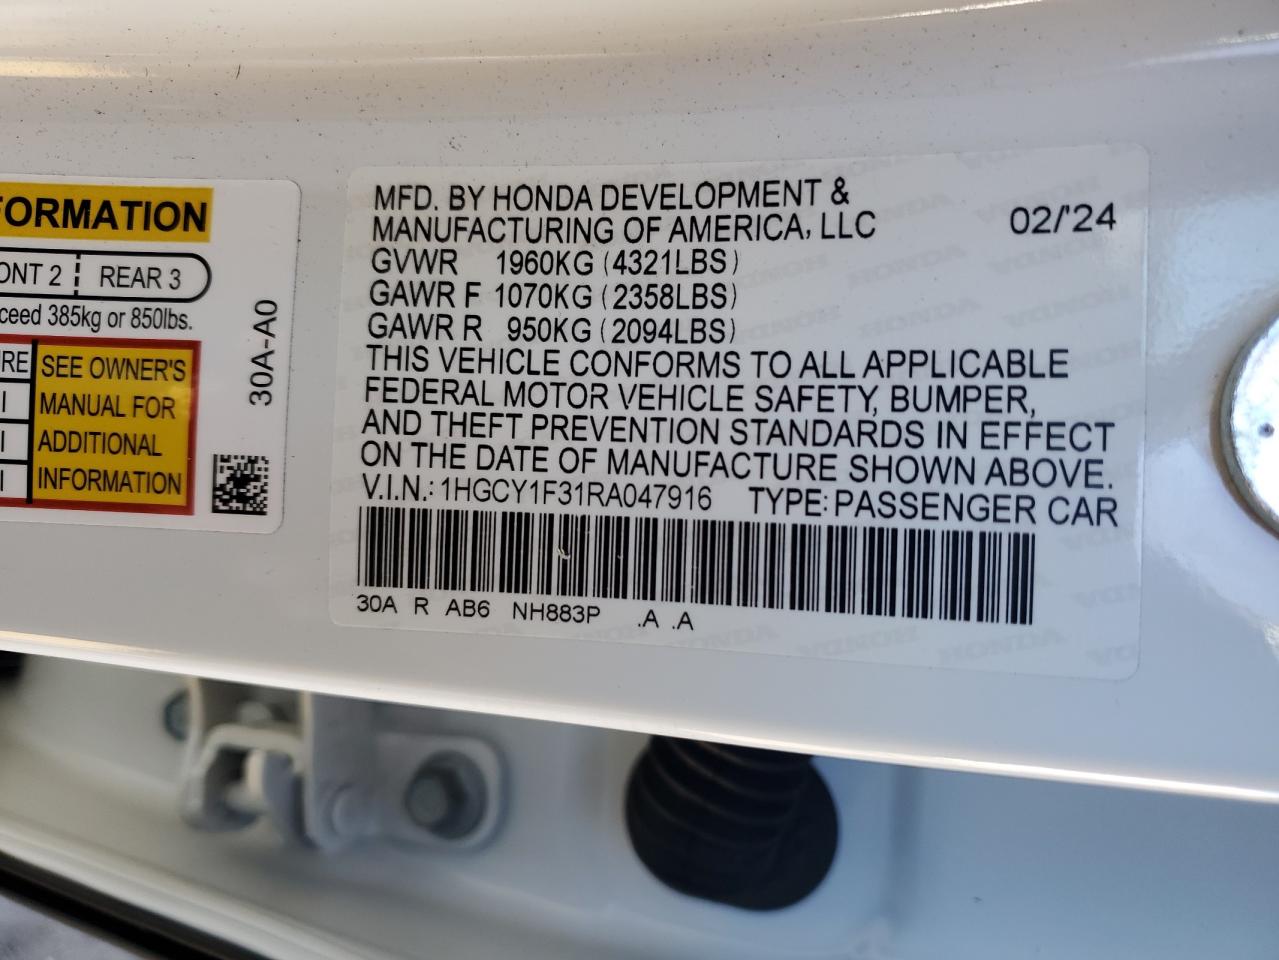 FORMATION
ONT 2 REAR 3
ceed 385kg or 850lbs.
RE
SEE OWNER'S
MANUAL FOR
ADDITIONAL
INFORMATION
30A-A0
MFD. BY HONDA DEVELOPMENT &
MANUFACTURING OF AMERICA, LLC 02/'24
GVWR 1960KG (4321LBS)
GAWR F 1070KG (2358LBS)
GAWR R 950KG (2094LBS)
THIS VEHICLE CONFORMS TO ALL APPLICABLE
FEDERAL MOTOR VEHICLE SAFETY, BUMPER,
AND THEFT PREVENTION STANDARDS IN EFFECT
ON THE DATE OF MANUFACTURE SHOWN ABOVE.
V.I.N.: 1HGCY1F31RA047916 TYPE: PASSENGER CAR
30A R AB6 NH883P .A .A